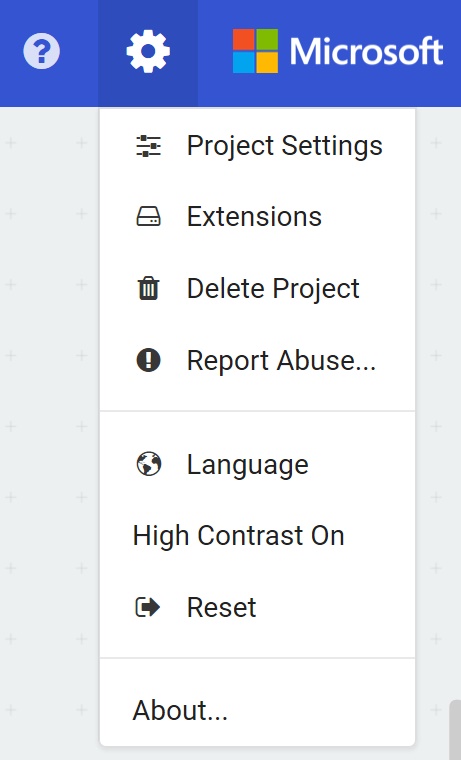 ?
Microsoft
Project Settings
Extensions
Delete Project
Report Abuse...
Language
High Contrast On
Reset
About...